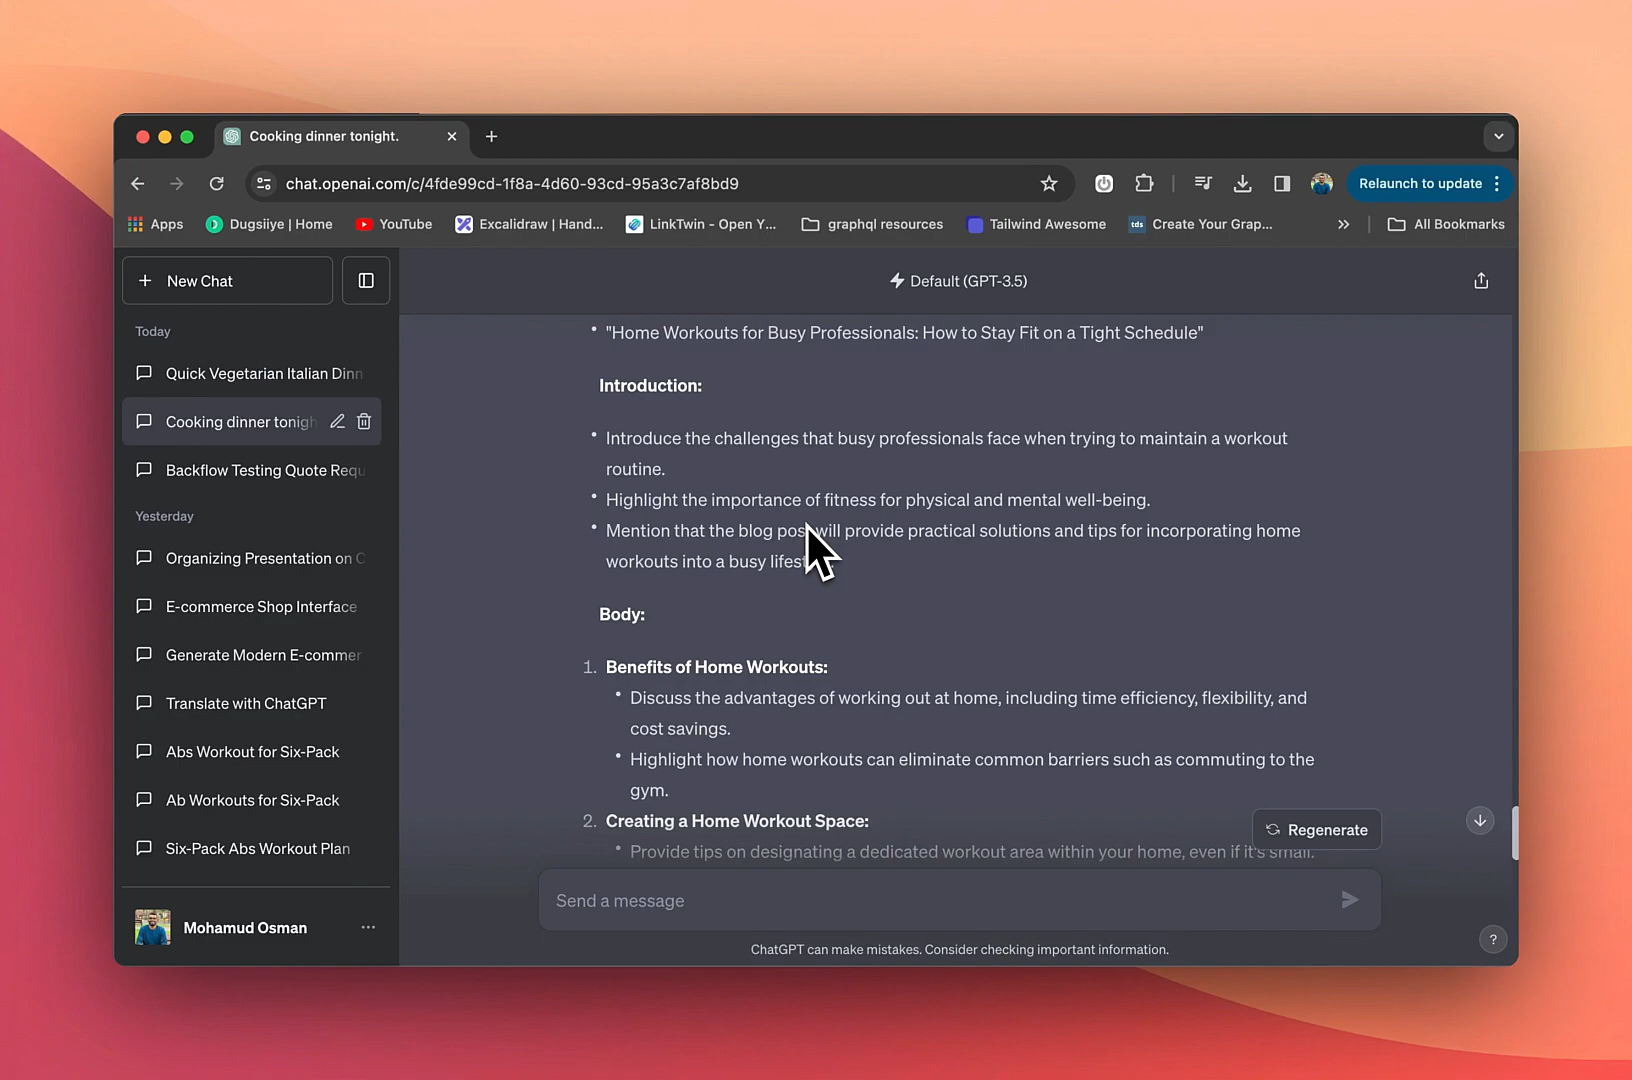 Cooking dinner tonight.
chat.openai.com/c/4fde99cd-1f8a-4d60-93cd-95a3c7af8bd9
Relaunch to update
Apps
Dugsiiye | Home
YouTube
Excalidraw | Hand...
LinkTwin - Open Y...
graphql resources
Tailwind Awesome
tds
Create Your Grap...
All Bookmarks
New Chat
Today
Quick Vegetarian Italian Dinn
Cooking dinner tonigh
Backflow Testing Quote Requ
Yesterday
Organizing Presentation on C
E-commerce Shop Interface
Generate Modern E-commer
Translate with ChatGPT
Abs Workout for Six-Pack
Ab Workouts for Six-Pack
Six-Pack Abs Workout Plan
Mohamud Osman
Default (GPT-3.5)
• "Home Workouts for Busy Professionals: How to Stay Fit on a Tight Schedule"
Introduction:
• Introduce the challenges that busy professionals face when trying to maintain a workout
routine.
• Highlight the importance of fitness for physical and mental well-being.
• Mention that the blog pos will provide practical solutions and tips for incorporating home
workouts into a busy lifes
Body:
1. Benefits of Home Workouts:
• Discuss the advantages of working out at home, including time efficiency, flexibility, and
cost savings.
• Highlight how home workouts can eliminate common barriers such as commuting to the
gym.
2. Creating a Home Workout Space:
• Provide tips on designating a dedicated workout area within your home, even if it's small.
Regenerate
Send a message
ChatGPT can make mistakes. Consider checking important information.
?